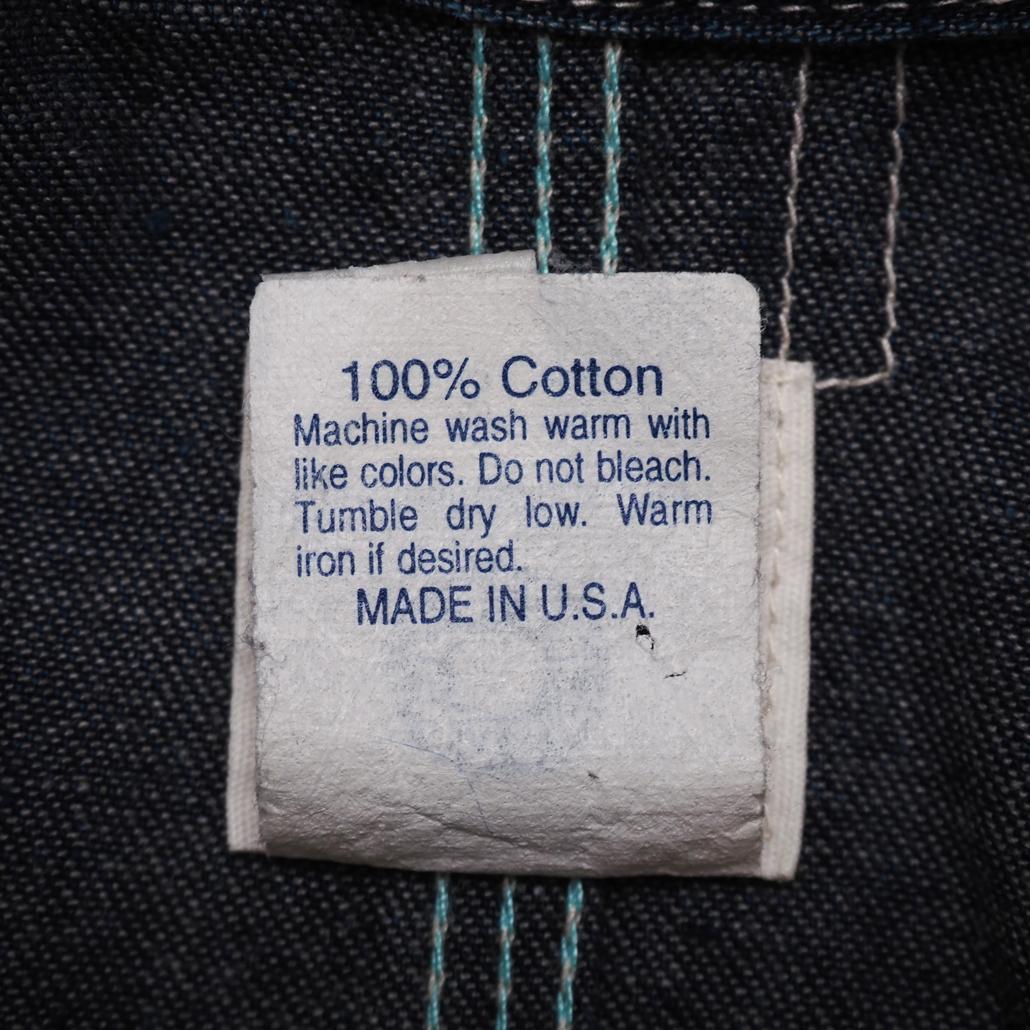 100% Cotton
Machine wash warm with
like colors. Do not bleach.
Tumble dry low. Warm
iron if desired.
MADE IN U.S.A.